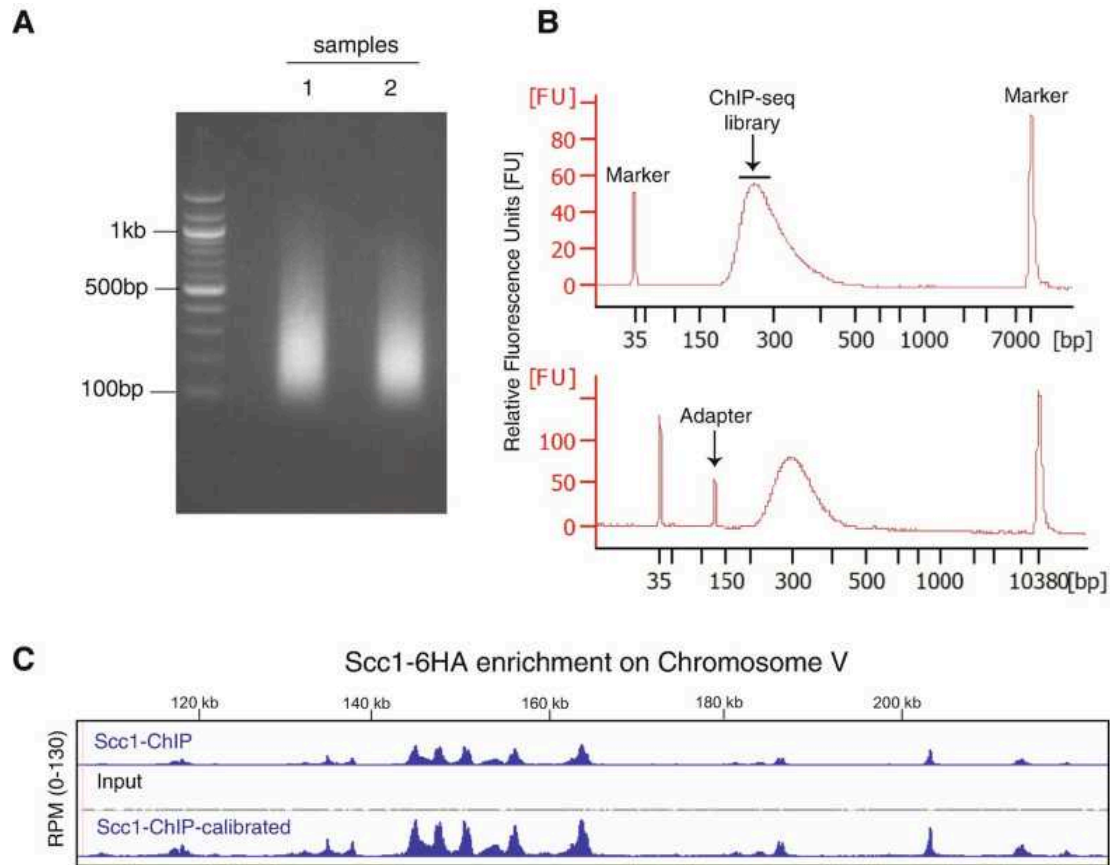 A
samples
1 2
1kb
500bp
100bp
B
Relative Fluorescence Units [FU]
[FU]
80
60
40
20
0
Marker
ChIP-seq
library
Marker
35 150 300 500 1000 7000 [bp]
[FU]
100
50
0
Adapter
35 150 300 500 1000 10380[bp]
C
Scc1-6HA enrichment on Chromosome V
120 kb 140 kb 160 kb 180 kb 200 kb
RPM (0-130)
Scc1-ChIP
Input
Scc1-ChIP-calibrated